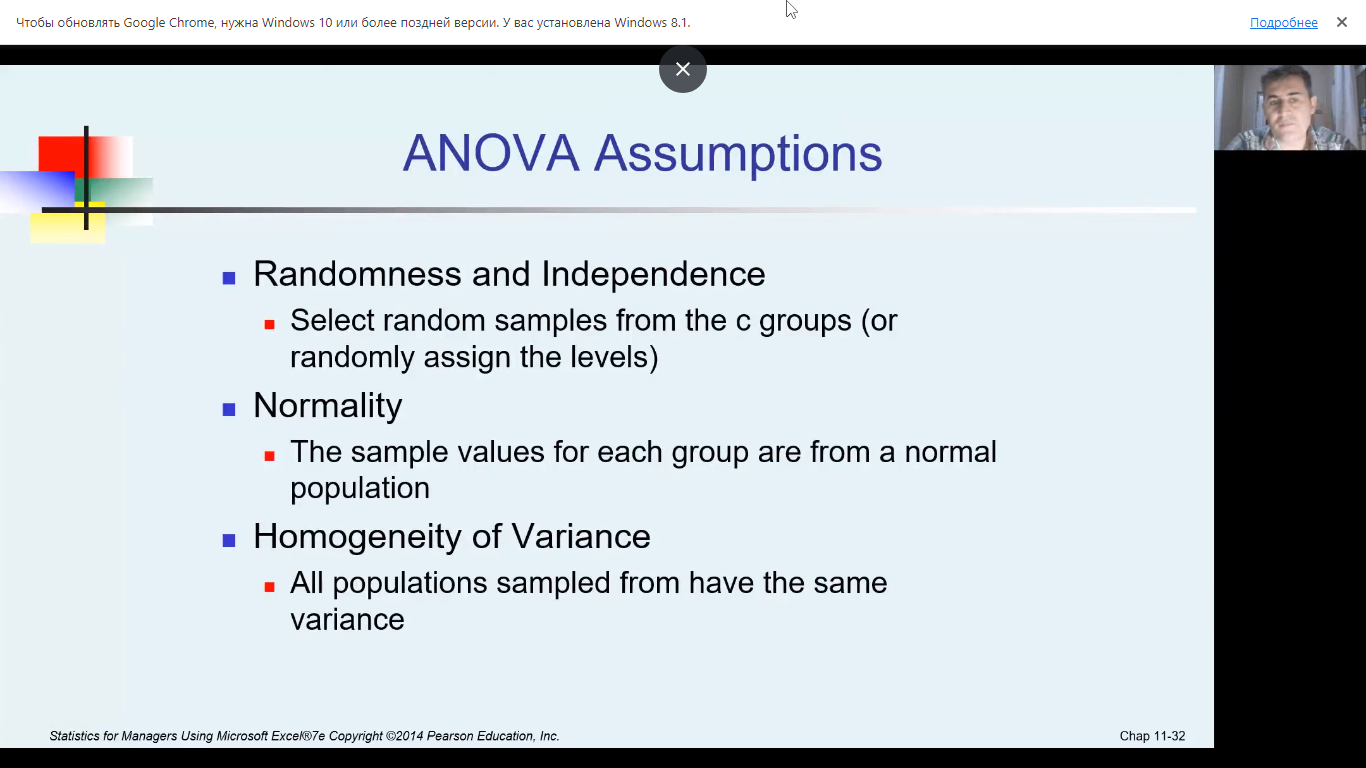 Чтобы обновлять Google Chrome, нужна Windows 10 или более поздней версии. У вас установлена Windows 8.1.
Подробнее
ANOVA Assumptions
Randomness and Independence
Select random samples from the c groups (or
randomly assign the levels)
Normality
The sample values for each group are from a normal
population
Homogeneity of Variance
All populations sampled from have the same
variance
Statistics for Managers Using Microsoft Excel®7e Copyright ©2014 Pearson Education, Inc.
Chap 11-32